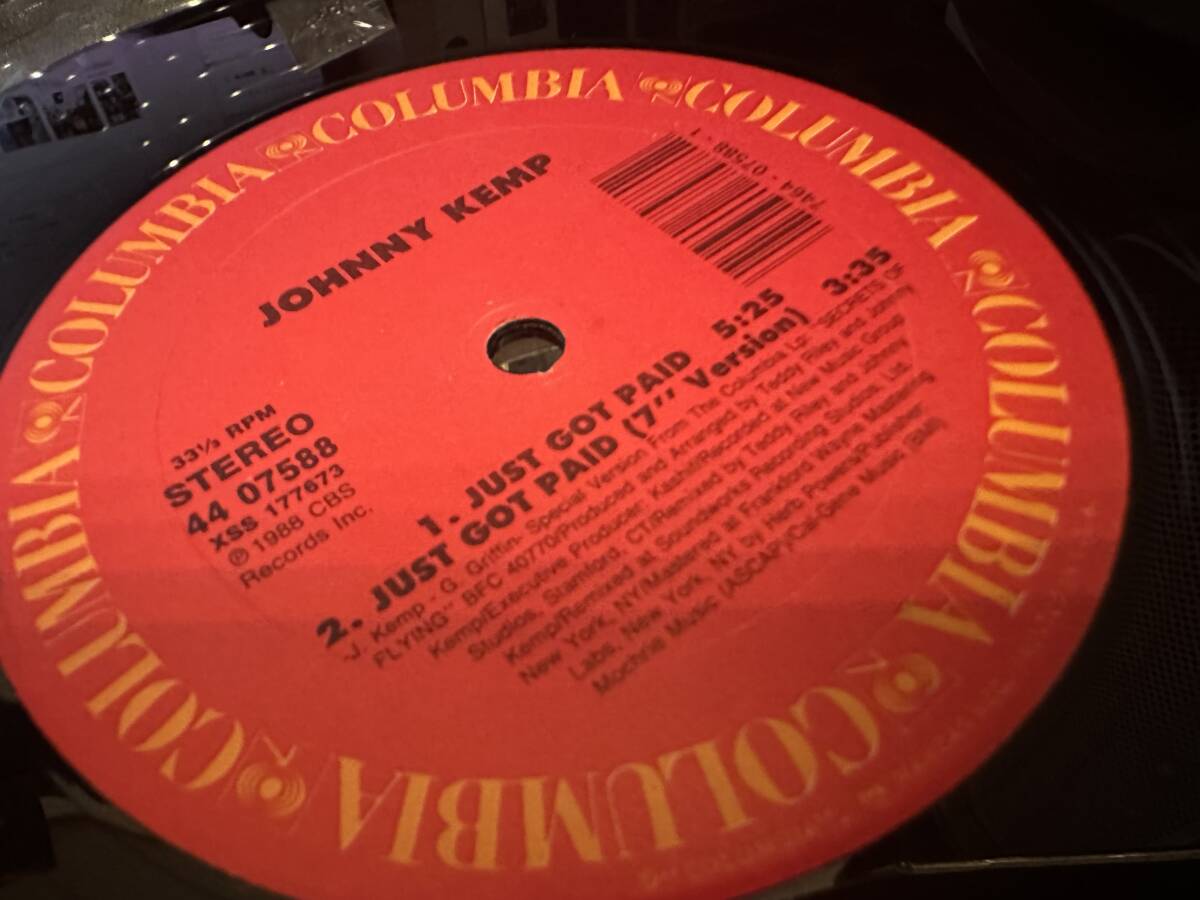 COLUMBIA COLUMBIA COLUMBIA COLUMBIA COLUMBIA COLUMBIA COLUMBIA COLUMBIA
JOHNNY KEMP
7464 - 07588 - 1
33⅓ RPM
STEREO
44 07588
XSS 177673
℗ 1988 CBS
Records Inc.
1. JUST GOT PAID 5:25
2. JUST GOT PAID (7" Version) 3:35
-J. Kemp - G. Griffin- Special Version From The Columbia Lp: "SECRETS OF
FLYING" BFC 40770/Produced and Arranged by Teddy Riley and Johnny
Kemp/Executive Producer: Kashif/Recorded at New Music Group
Studios, Stamford, CT/Remixed by Teddy Riley and Johnny
Kemp/Remixed at Soundworks Recording Studios, Ltd.
New York, NY/Mastered at Frankford Wayne Mastering
Labs, New York, NY by Herb Powers/Publisher:
Mochrie Music (ASCAP)/Cal-Gene Music (BMI)